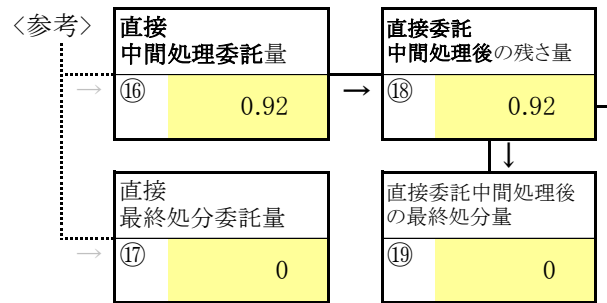 〈参考〉
直接
中間処理委託量
→
⑯
0.92
→
直接委託
中間処理後の残さ量
⑱
0.92
↓
直接
最終処分委託量
→
⑰
0
直接委託中間処理後
の最終処分量
⑲
0